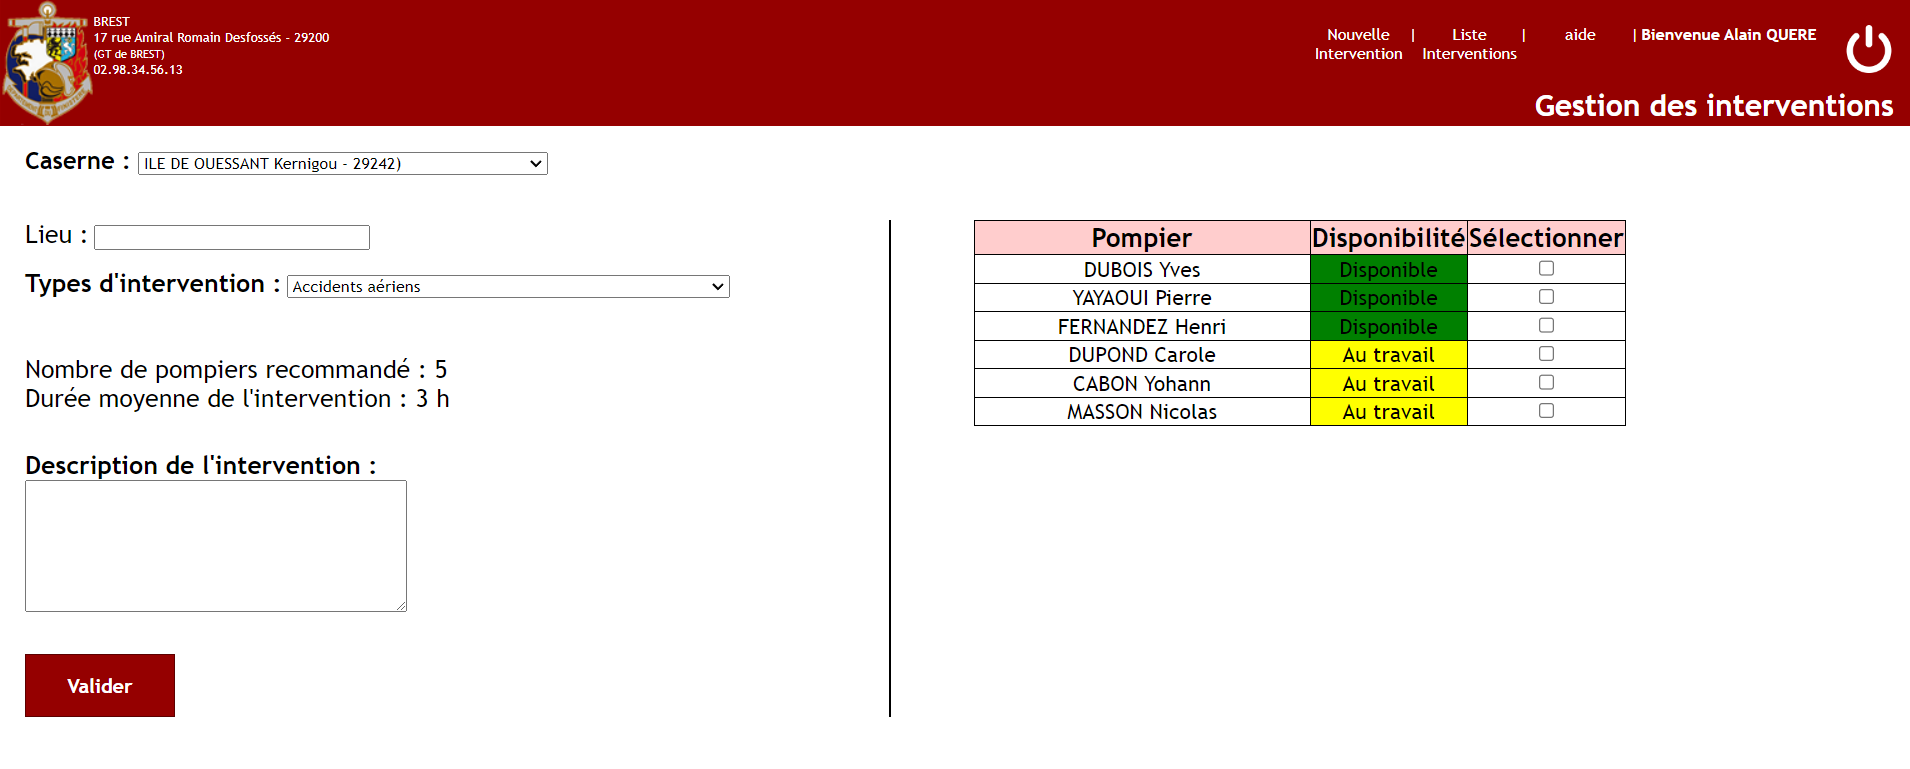 BREST
17 rue Amiral Romain Desfossés - 29200
(GT de BREST)
02.98.34.56.13
Nouvelle Intervention | Liste Interventions | aide | Bienvenue Alain QUERE
Gestion des interventions
Caserne : ILE DE OUESSANT Kernigou - 29242)
Lieu :
Types d'intervention : Accidents aériens
Nombre de pompiers recommandé : 5
Durée moyenne de l'intervention : 3 h
Description de l'intervention :
Valider
Pompier Disponibilité Sélectionner
DUBOIS Yves Disponible
YAYAOUI Pierre Disponible
FERNANDEZ Henri Disponible
DUPOND Carole Au travail
CABON Yohann Au travail
MASSON Nicolas Au travail